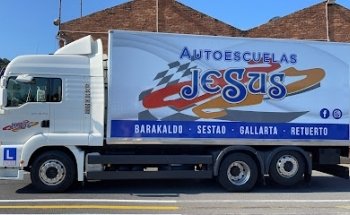 AUTOESCUELAS
JESUS
BARAKALDO · SESTAO · GALLARTA · RETUERTO
L